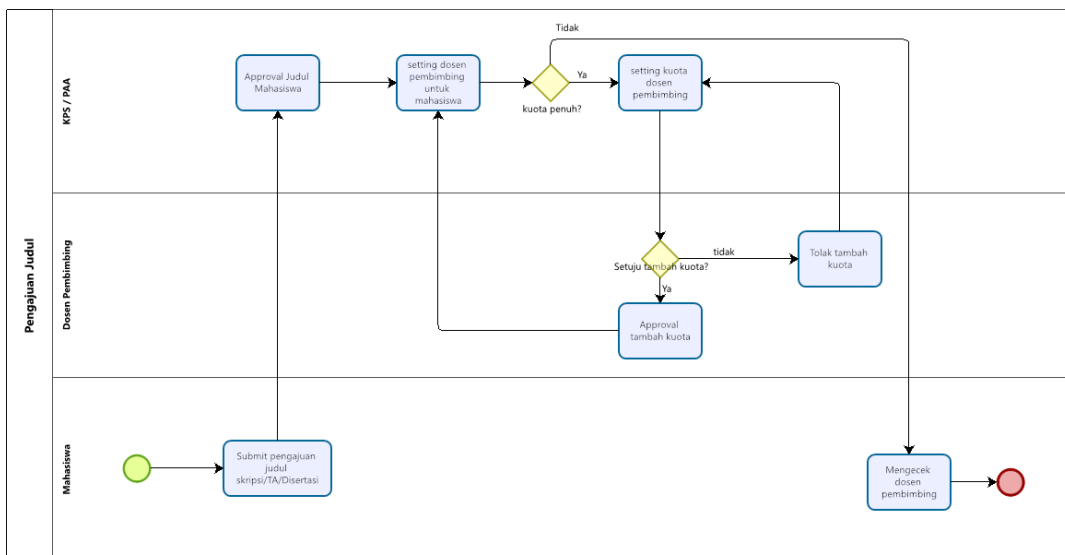 Pengajuan Judul
KPS / PAA
Tidak
Approval Judul
Mahasiswa
setting dosen
pembimbing
untuk
mahasiswa
Ya
kuota penuh?
setting kuota
dosen
pembimbing
Dosen Pembimbing
Setuju tambah kuota?
tidak
Tolak tambah
kuota
Ya
Approval
tambah kuota
Mahasiswa
Submit pengajuan
judul
skripsi/TA/Disertasi
Mengecek
dosen
pembimbing